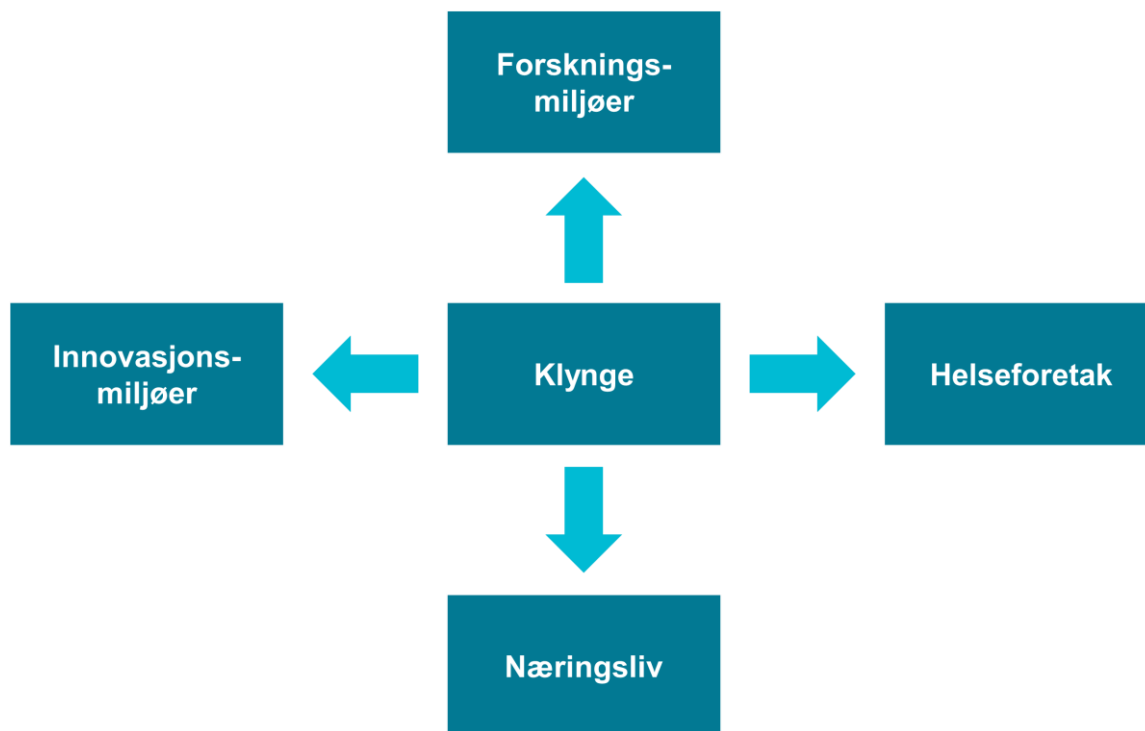 Forsknings-
miljøer
Innovasjons-
miljøer
Klynge
Helseforetak
Næringsliv